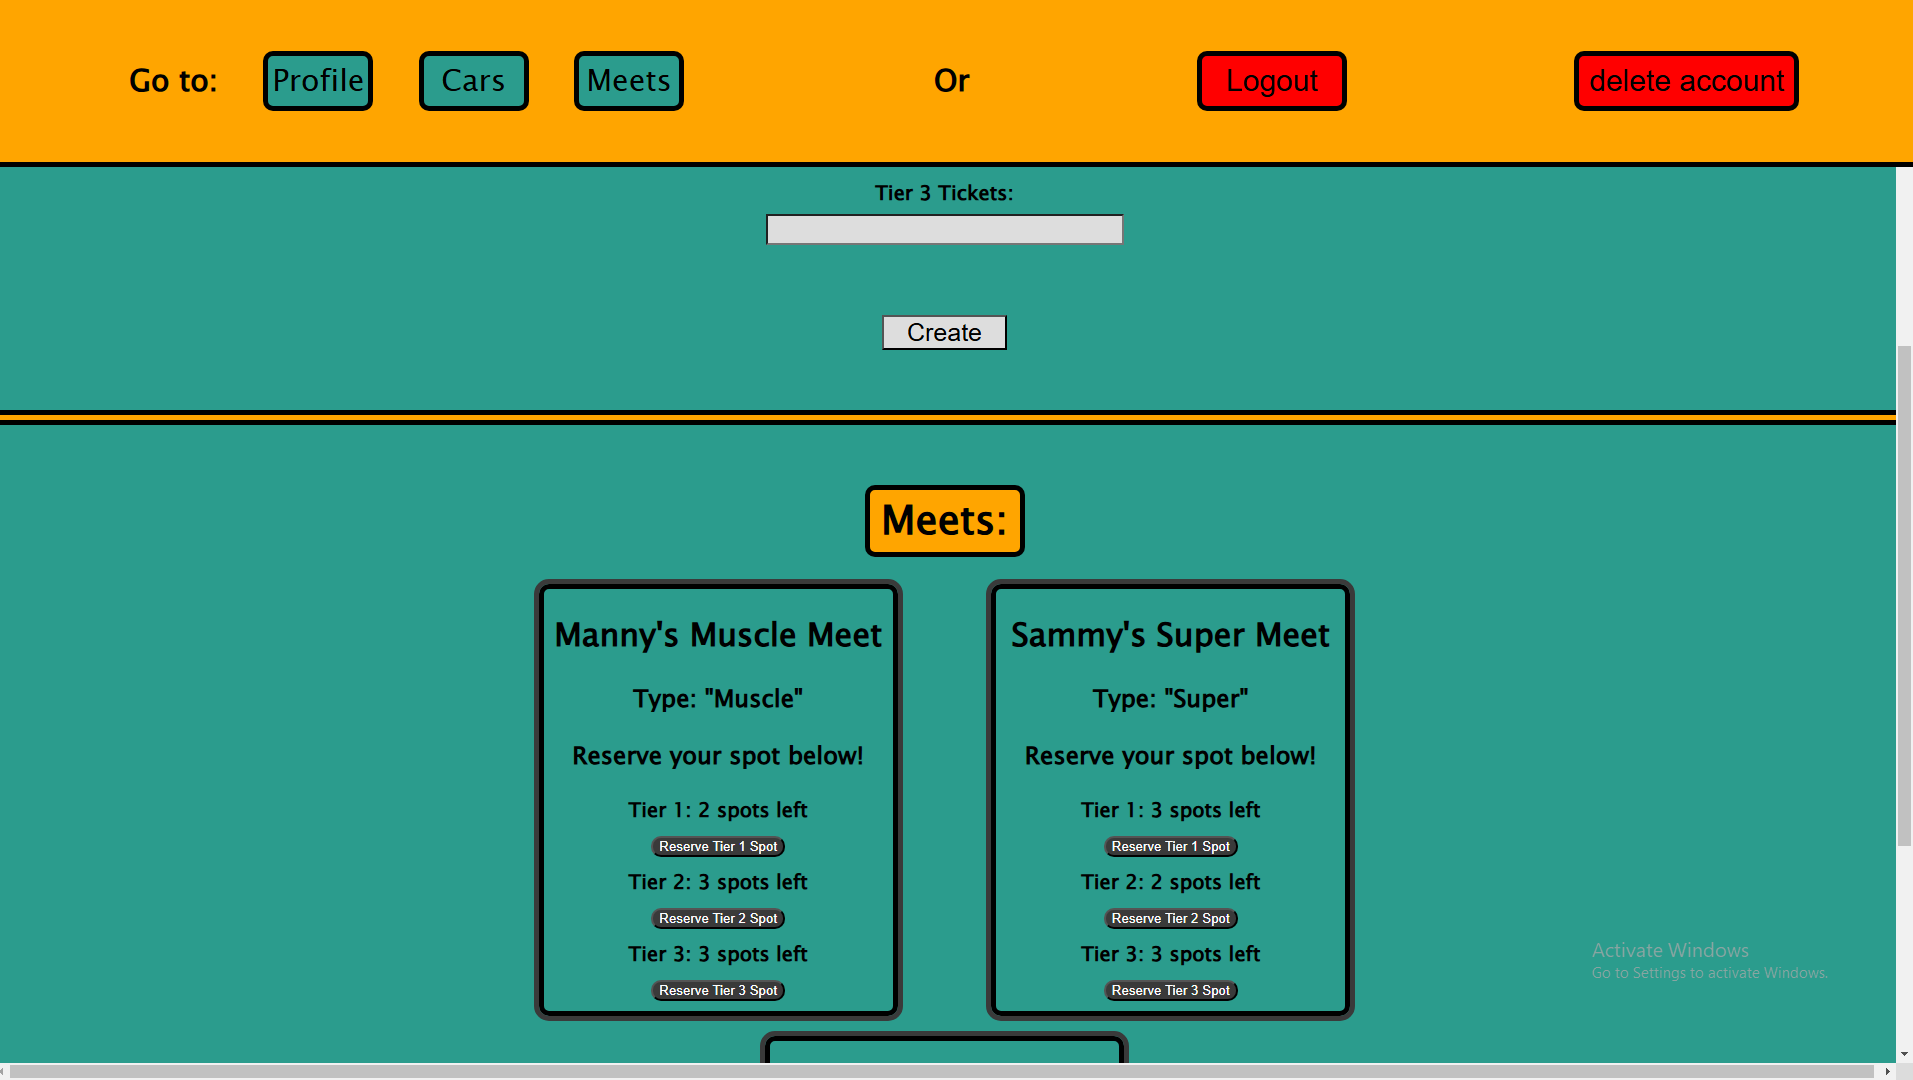 Go to: Profile Cars Meets Or Logout delete account
Tier 3 Tickets:
Create
Meets:
Manny's Muscle Meet
Type: "Muscle"
Reserve your spot below!
Tier 1: 2 spots left
Reserve Tier 1 Spot
Tier 2: 3 spots left
Reserve Tier 2 Spot
Tier 3: 3 spots left
Reserve Tier 3 Spot
Sammy's Super Meet
Type: "Super"
Reserve your spot below!
Tier 1: 3 spots left
Reserve Tier 1 Spot
Tier 2: 2 spots left
Reserve Tier 2 Spot
Tier 3: 3 spots left
Reserve Tier 3 Spot
Activate Windows
Go to Settings to activate Windows.